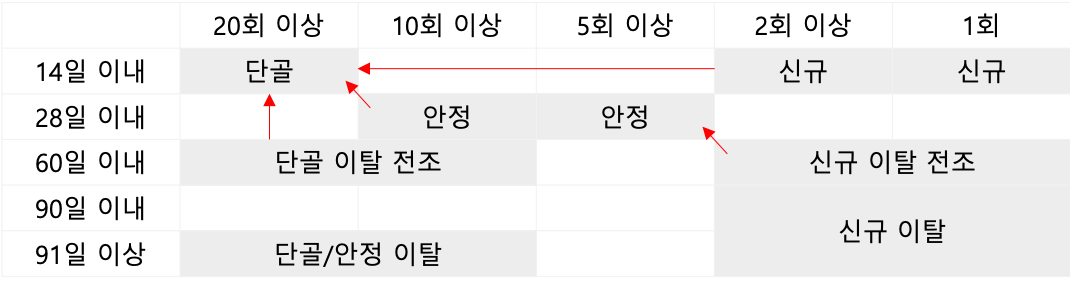 20회 이상 10회 이상 5회 이상 2회 이상 1회
14일 이내 단골 신규 신규
28일 이내 안정 안정
60일 이내 단골 이탈 전조 신규 이탈 전조
90일 이내
신규 이탈
91일 이상 단골/안정 이탈